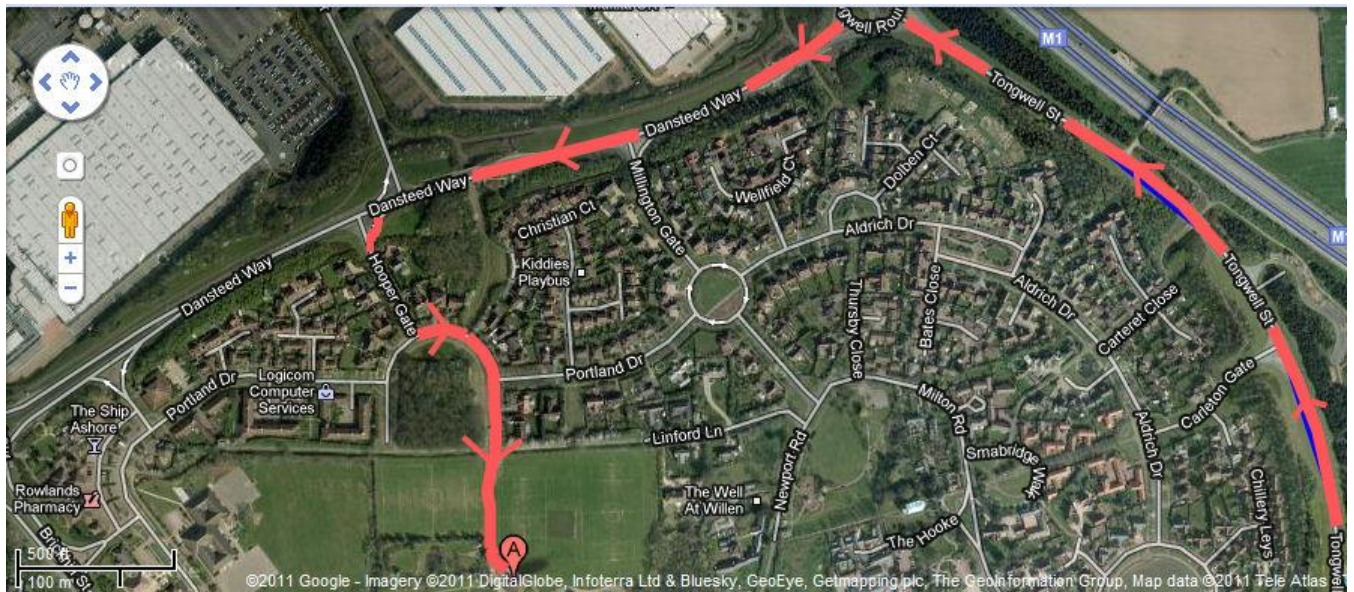 M1
Tongwell St
Dansteed Way
Dolben Ct
Wellfield Ct
Millington Gate
Dansteed Way
Christian Ct
Aldrich Dr
M1
Kiddies
Playbus
Tongwell St
Hooper Gate
Dansteed Way
Thursby Close
Bates Close
Aldrich Dr
Carteret Close
Portland Dr
Logicom
Computer
Services
Portland Dr
Carleton Gate
The Ship
Ashore
Milton Rd
Linford Ln
Aldrich Dr
Smabridge Walk
Newport Rd
Chillery Leys
Rowlands
Pharmacy
The Well
At Willen
The Hooke
A
500 ft
100 m
©2011 Google - Imagery ©2011 DigitalGlobe, Infoterra Ltd & Bluesky, GeoEye, Getmapping plc, The GeoInformation Group, Map data ©2011 Tele Atlas
Tongwell